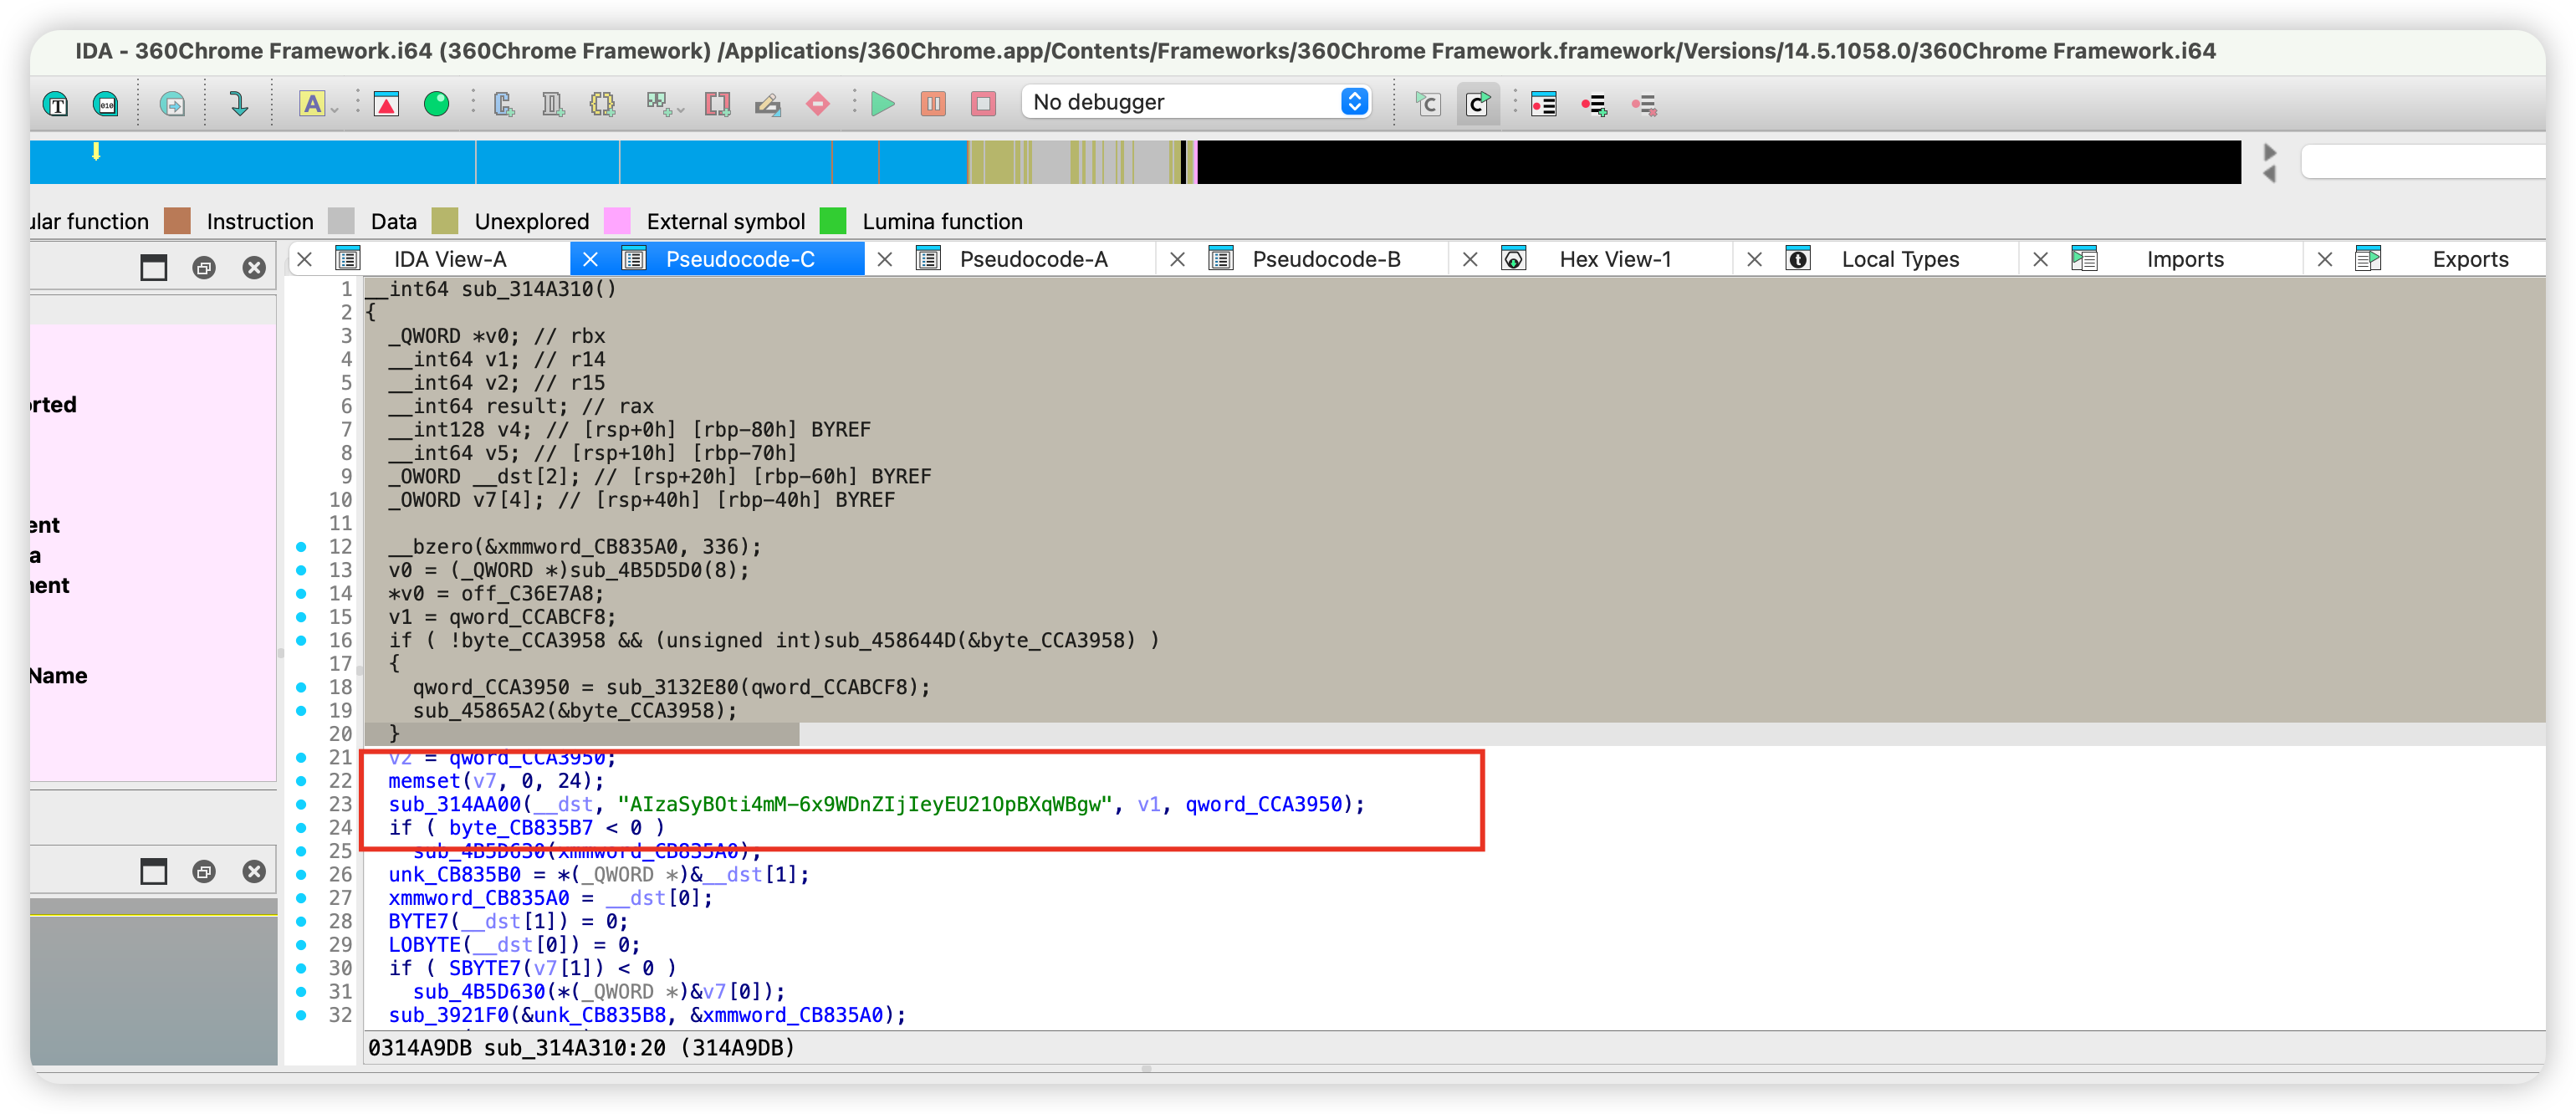 IDA - 360Chrome Framework.i64 (360Chrome Framework) /Applications/360Chrome.app/Contents/Frameworks/360Chrome Framework.framework/Versions/14.5.1058.0/360Chrome Framework.i64
No debugger
ular function Instruction Data Unexplored External symbol Lumina function
IDA View-A Pseudocode-C Pseudocode-A Pseudocode-B Hex View-1 Local Types Imports Exports
orted
ent
a
nent
Name
1 __int64 sub_314A310()
2 {
3 _QWORD *v0; // rbx
4 __int64 v1; // r14
5 __int64 v2; // r15
6 __int64 result; // rax
7 __int128 v4; // [rsp+0h] [rbp-80h] BYREF
8 __int64 v5; // [rsp+10h] [rbp-70h]
9 _OWORD __dst[2]; // [rsp+20h] [rbp-60h] BYREF
10 _OWORD v7[4]; // [rsp+40h] [rbp-40h] BYREF
11
12 __bzero(&xmmword_CB835A0, 336);
13 v0 = (_QWORD *)sub_4B5D5D0(8);
14 *v0 = off_C36E7A8;
15 v1 = qword_CCABCF8;
16 if ( !byte_CCA3958 && (unsigned int)sub_458644D(&byte_CCA3958) )
17 {
18 qword_CCA3950 = sub_3132E80(qword_CCABCF8);
19 sub_45865A2(&byte_CCA3958);
20 }
21 v2 = qword_CCA3950;
22 memset(v7, 0, 24);
23 sub_314AA00(__dst, "AIzaSyBOti4mM-6x9WDnZIjIeyEU21OpBXqWBgw", v1, qword_CCA3950);
24 if ( byte_CB835B7 < 0 )
25 sub_4B5D630(xmmword_CB835A0);
26 unk_CB835B0 = *(_QWORD *)&__dst[1];
27 xmmword_CB835A0 = __dst[0];
28 BYTE7(__dst[1]) = 0;
29 LOBYTE(__dst[0]) = 0;
30 if ( SBYTE7(v7[1]) < 0 )
31 sub_4B5D630(*(_QWORD *)&v7[0]);
32 sub_3921F0(&unk_CB835B8, &xmmword_CB835A0);
0314A9DB sub_314A310:20 (314A9DB)